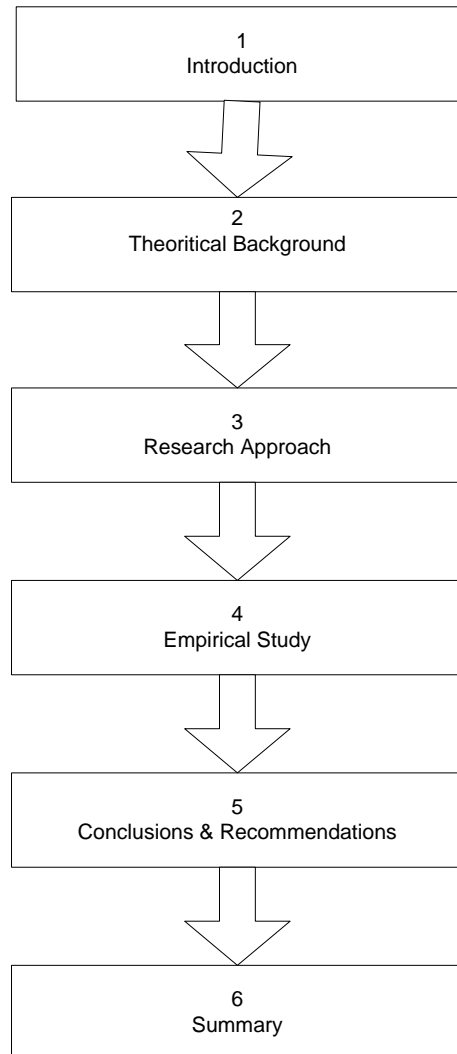 1
Introduction
2
Theoritical Background
3
Research Approach
4
Empirical Study
5
Conclusions & Recommendations
6
Summary